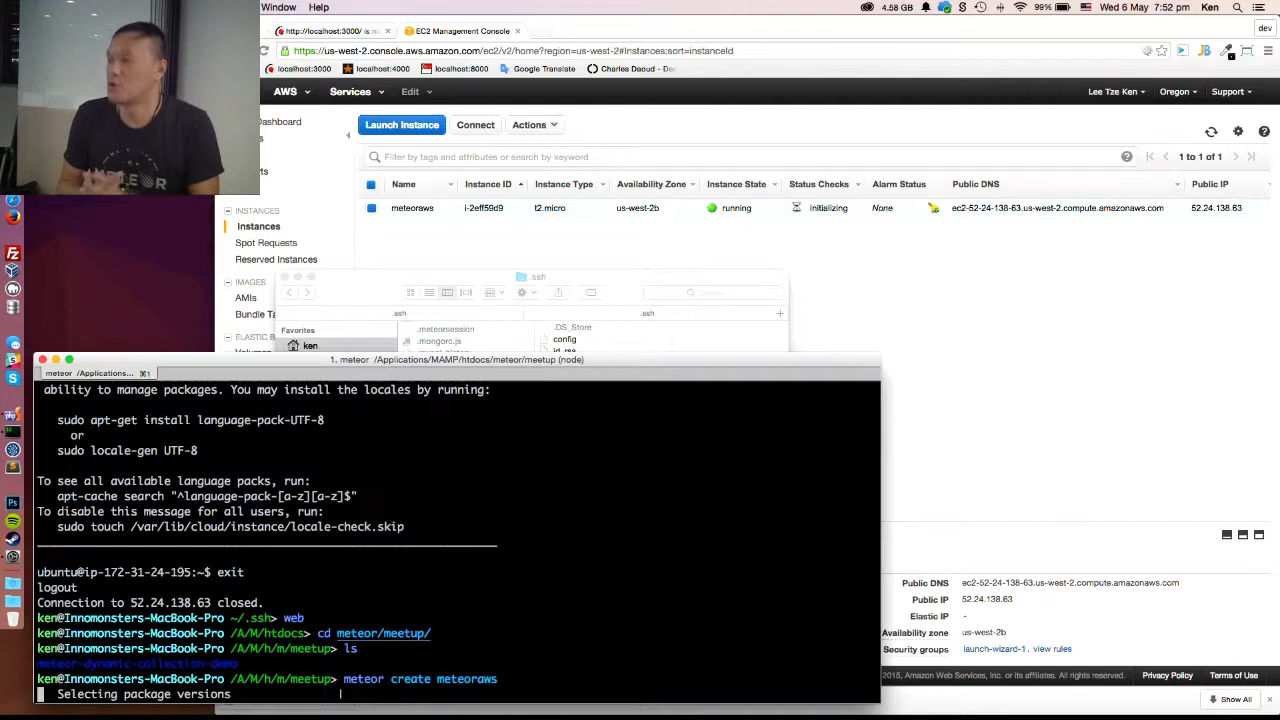 Window Help
4.58 GB 99% Wed 6 May 7:52 pm Ken
http://localhost:3000/ is n
EC2 Management Console
dev
https://us-west-2.console.aws.amazon.com/ec2/v2/home?region=us-west-2#Instances:sort=instanceId
localhost:3000 localhost:4000 localhost:8000 Google Translate Charles Daoud - De
AWS Services Edit Lee Tze Ken Oregon Support
Dashboard
Launch Instance Connect Actions
Filter by tags and attributes or search by keyword 1 to 1 of 1
Name Instance ID Instance Type Availability Zone Instance State Status Checks Alarm Status Public DNS Public IP
meteoraws i-2eff59d9 t2.micro us-west-2b running initializing None ec2-52-24-138-63.us-west-2.compute.amazonaws.com 52.24.138.63
METEOR
INSTANCES
Instances
Spot Requests
Reserved Instances
IMAGES
AMIs
Bundle Ta
ELASTIC B
.ssh
.ssh .ssh
Favorites
ken
.meteorsession
.mongorc.js
.DS_Store
config
id_rsa
1. meteor /Applications/MAMP/htdocs/meteor/meetup (node)
meteor /Applications... ⌘1
ability to manage packages. You may install the locales by running:
sudo apt-get install language-pack-UTF-8
or
sudo locale-gen UTF-8
To see all available language packs, run:
apt-cache search "^language-pack-[a-z][a-z]$"
To disable this message for all users, run:
sudo touch /var/lib/cloud/instance/locale-check.skip
ubuntu@ip-172-31-24-195:~$ exit
logout
Connection to 52.24.138.63 closed.
ken@Innomonsters-MacBook-Pro ~/.ssh> web
ken@Innomonsters-MacBook-Pro /A/M/htdocs> cd meteor/meetup/
ken@Innomonsters-MacBook-Pro /A/M/h/m/meetup> ls
meteor-dynamic-collection-demo
ken@Innomonsters-MacBook-Pro /A/M/h/m/meetup> meteor create meteoraws
Selecting package versions
Public DNS ec2-52-24-138-63.us-west-2.compute.amazonaws.com
Public IP 52.24.138.63
Elastic IP -
Availability zone us-west-2b
Security groups launch-wizard-1. view rules
2015, Amazon Web Services, Inc. or its affiliates. All rights reserved. Privacy Policy Terms of Use
Show All